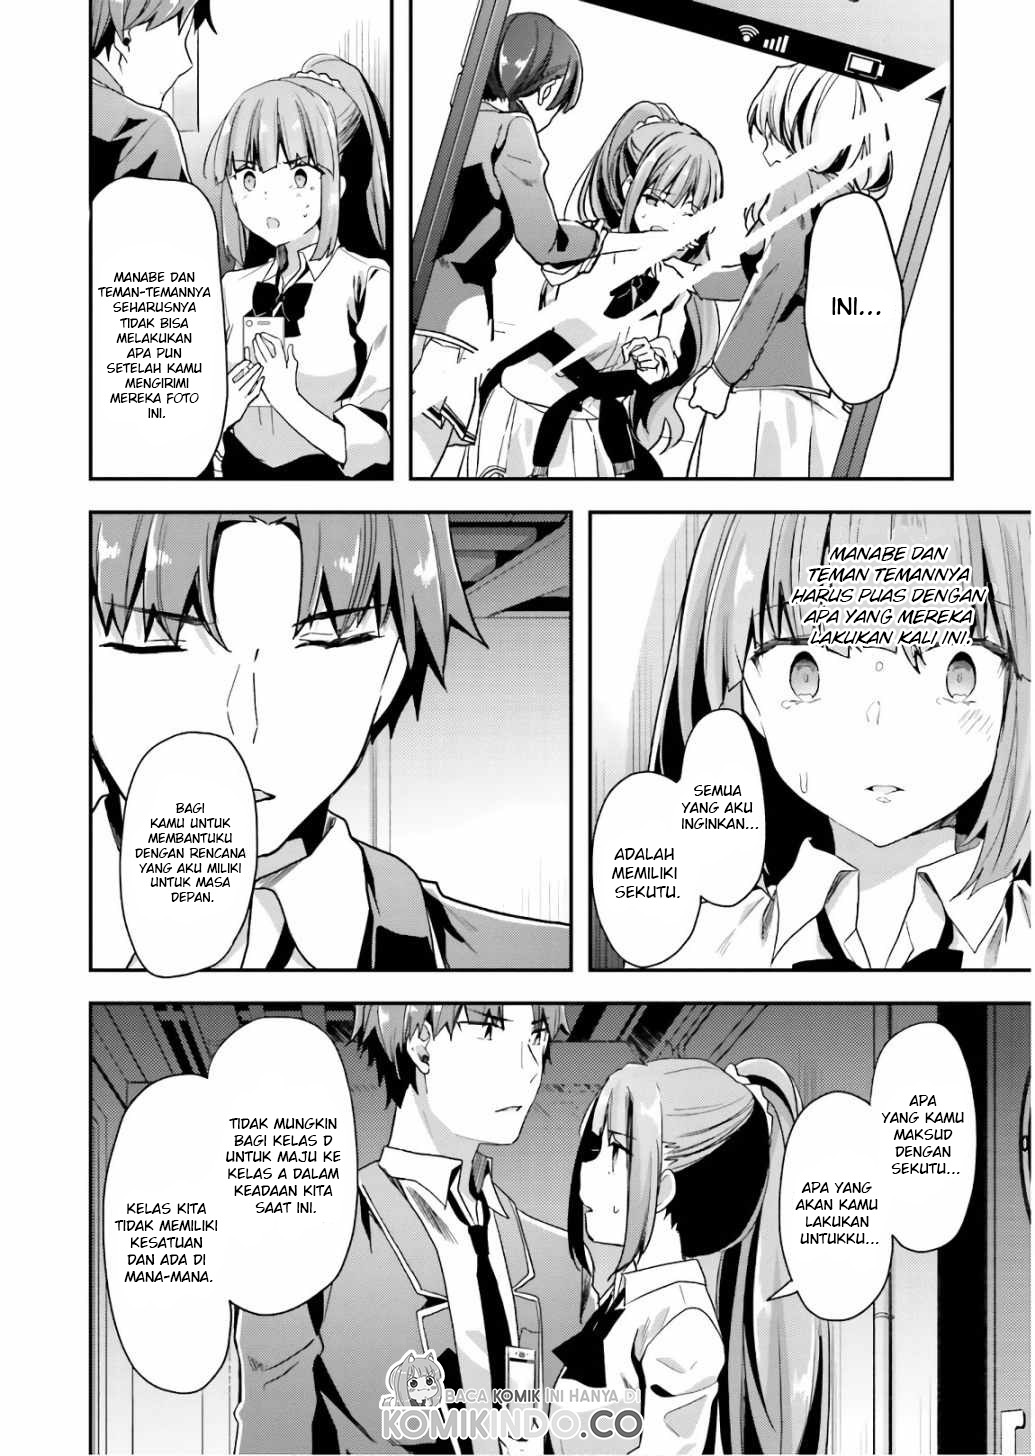 INI...
MANABE DAN
TEMAN-TEMANNYA
SEHARUSNYA
TIDAK BISA
MELAKUKAN
APA PUN
SETELAH KAMU
MENGIRIMI
MEREKA FOTO
INI.
MANABE DAN
TEMAN TEMANNYA
HARUS PUAS DENGAN
APA YANG MEREKA
LAKUKAN KALI INI.
SEMUA
YANG AKU
INGINKAN...
ADALAH
MEMILIKI
SEKUTU.
BAGI
KAMU UNTUK
MEMBANTUKU
DENGAN RENCANA
YANG AKU MILIKI
UNTUK MASA
DEPAN.
APA
YANG KAMU
MAKSUD
DENGAN
SEKUTU...
APA YANG
AKAN KAMU
LAKUKAN
UNTUKKU...
TIDAK MUNGKIN
BAGI KELAS D
UNTUK MAJU KE
KELAS A DALAM
KEADAAN KITA
SAAT INI.
KELAS KITA
TIDAK MEMILIKI
KESATUAN
DAN ADA DI
MANA-MANA.
BACA KOMIK INI HANYA DI
KOMIKINDO.CO